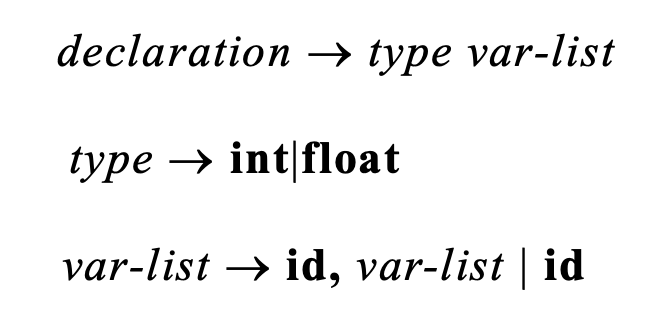 declaration → type var-list
type → int|float
var-list → id, var-list | id